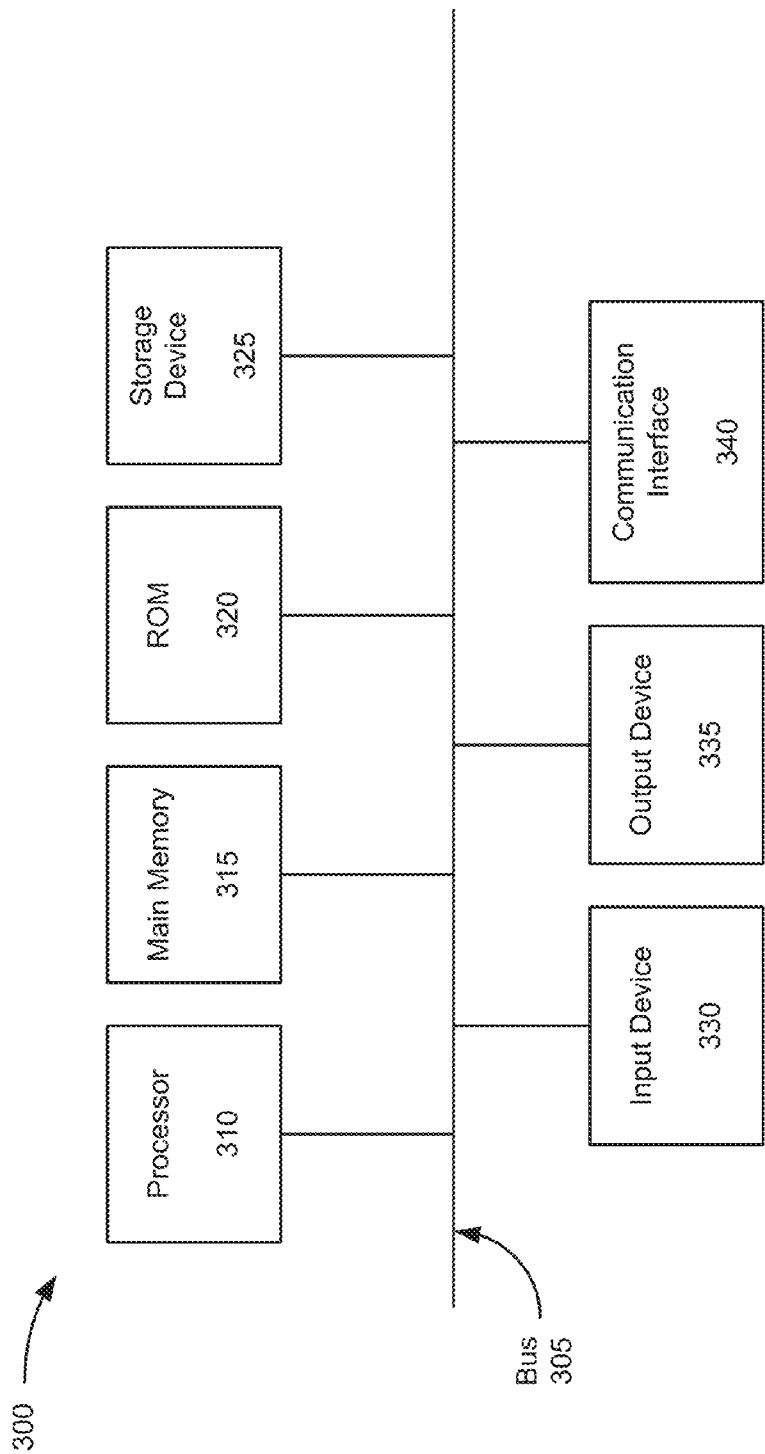 300
Processor
310
Main Memory
315
ROM
320
Storage
Device
325
Bus
305
Input Device
330
Output Device
335
Communication
Interface
340